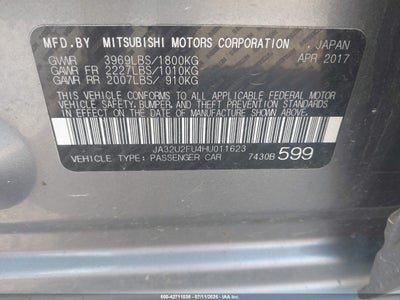 MFD.BY MITSUBISHI MOTORS CORPORATION, JAPAN
GVWR 3969LBS/1800KG APR 2017
GAWR FR 2227LBS/1010KG
GAWR RR 2007LBS/ 910KG
THIS VEHICLE CONFORMS TO ALL APPLICABLE FEDERAL MOTOR
VEHICLE SAFETY, BUMPER, AND THEFT PREVENTION STANDARDS
IN EFFECT ON THE DATE OF MANUFACTURE SHOWN ABOVE.
JA32U2FU4HU011623
VEHICLE TYPE: PASSENGER CAR 7430B 599